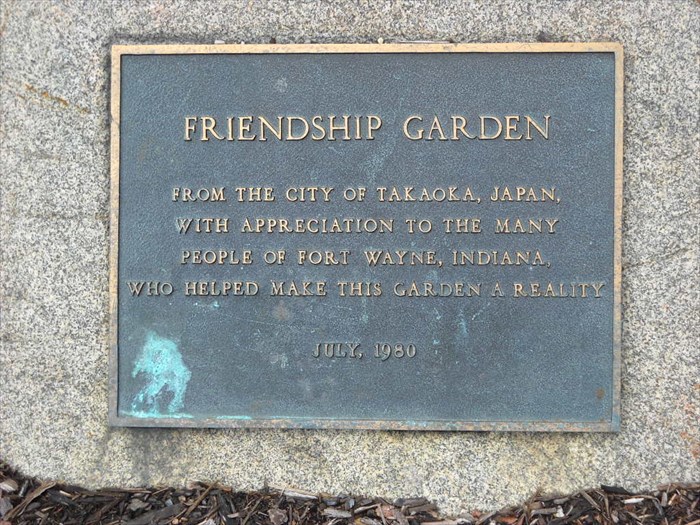 FRIENDSHIP GARDEN
FROM THE CITY OF TAKAOKA, JAPAN,
WITH APPRECIATION TO THE MANY
PEOPLE OF FORT WAYNE, INDIANA,
WHO HELPED MAKE THIS GARDEN A REALITY
JULY, 1980